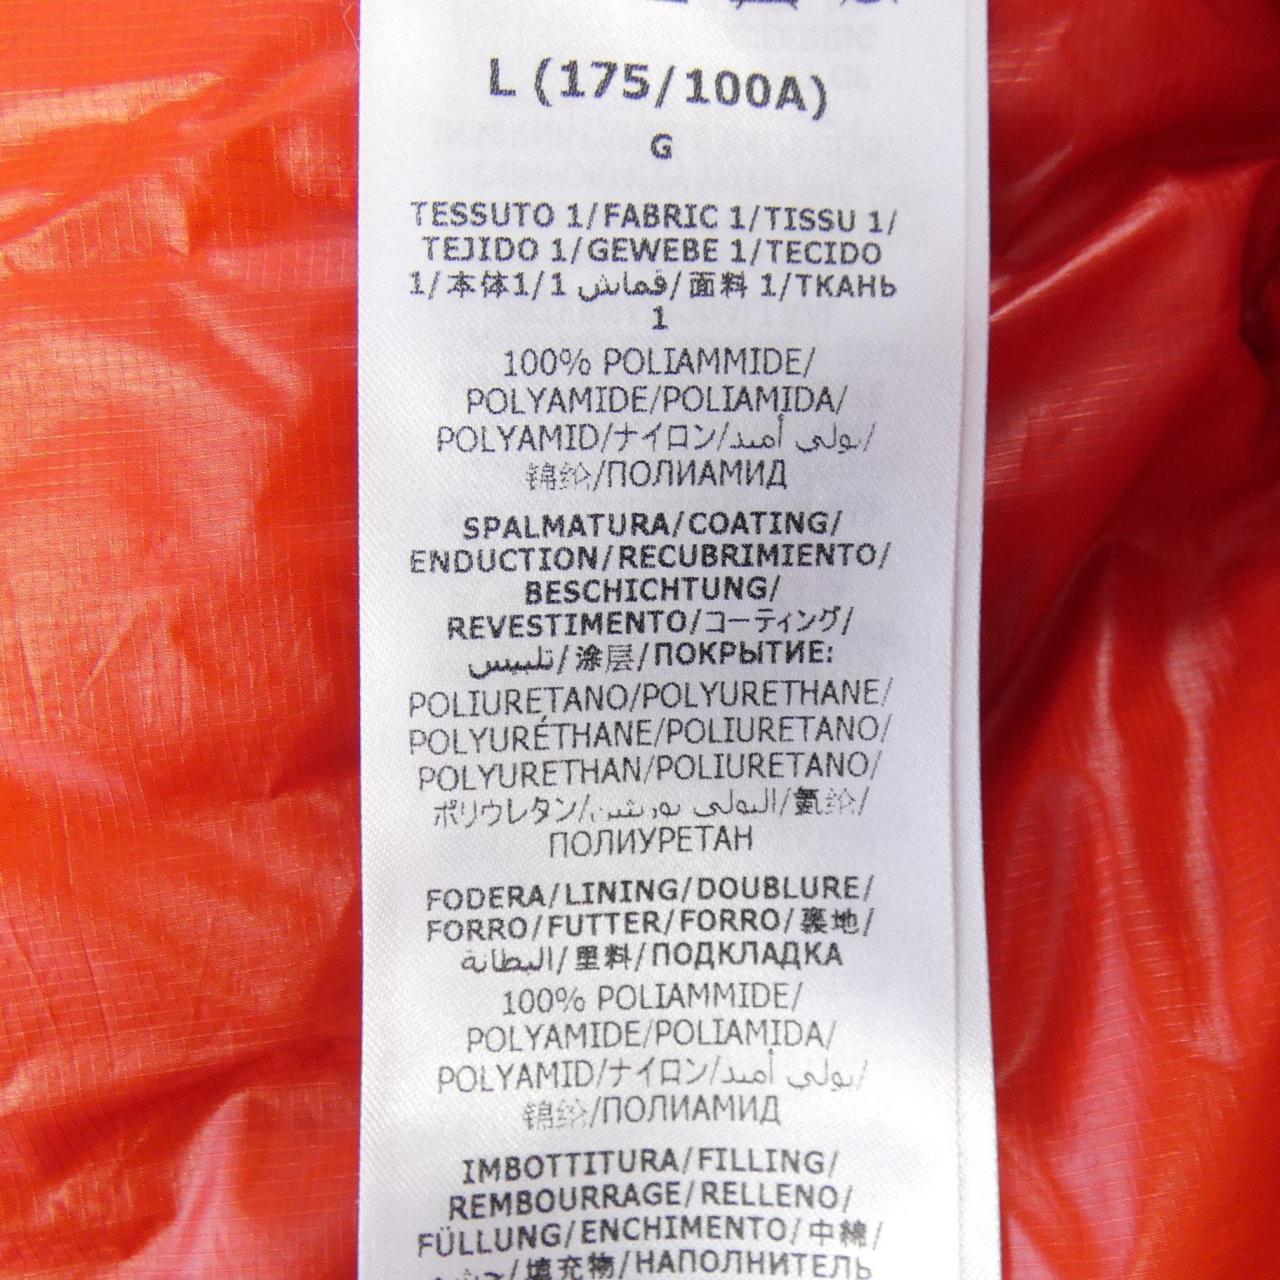 L (175/100A)
G
TESSUTO 1/FABRIC 1/TISSU 1/
TEJIDO 1/GEWEBE 1/TECIDO
1/本体1/1 قماش/面料 1/ТКАНЬ
1
100% POLIAMMIDE/
POLYAMIDE/POLIAMIDA/
POLYAMID/ナイロン/بولي أميد/
锦纶/ПОЛИАМИД
SPALMATURA/COATING/
ENDUCTION/RECUBRIMIENTO/
BESCHICHTUNG/
REVESTIMENTO/コーティング/
تلبيس/涂层/ПОКРЫТИЕ:
POLIURETANO/POLYURETHANE/
POLYURÉTHANE/POLIURETANO/
POLYURETHAN/POLIURETANO/
ポリウレタン/البولي يوريثين/氨纶/
ПОЛИУРЕТАН
FODERA/LINING/DOUBLURE/
FORRO/FUTTER/FORRO/裏地/
البطانة/里料/ПОДКЛАДКА
100% POLIAMMIDE/
POLYAMIDE/POLIAMIDA/
POLYAMID/ナイロン/بولي أميد/
锦纶/ПОЛИАМИД
IMBOTTITURA/FILLING/
REMBOURRAGE/RELLENO/
FÜLLUNG/ENCHIMENTO/中綿/
/填充物/НАПОЛНИТЕЛЬ